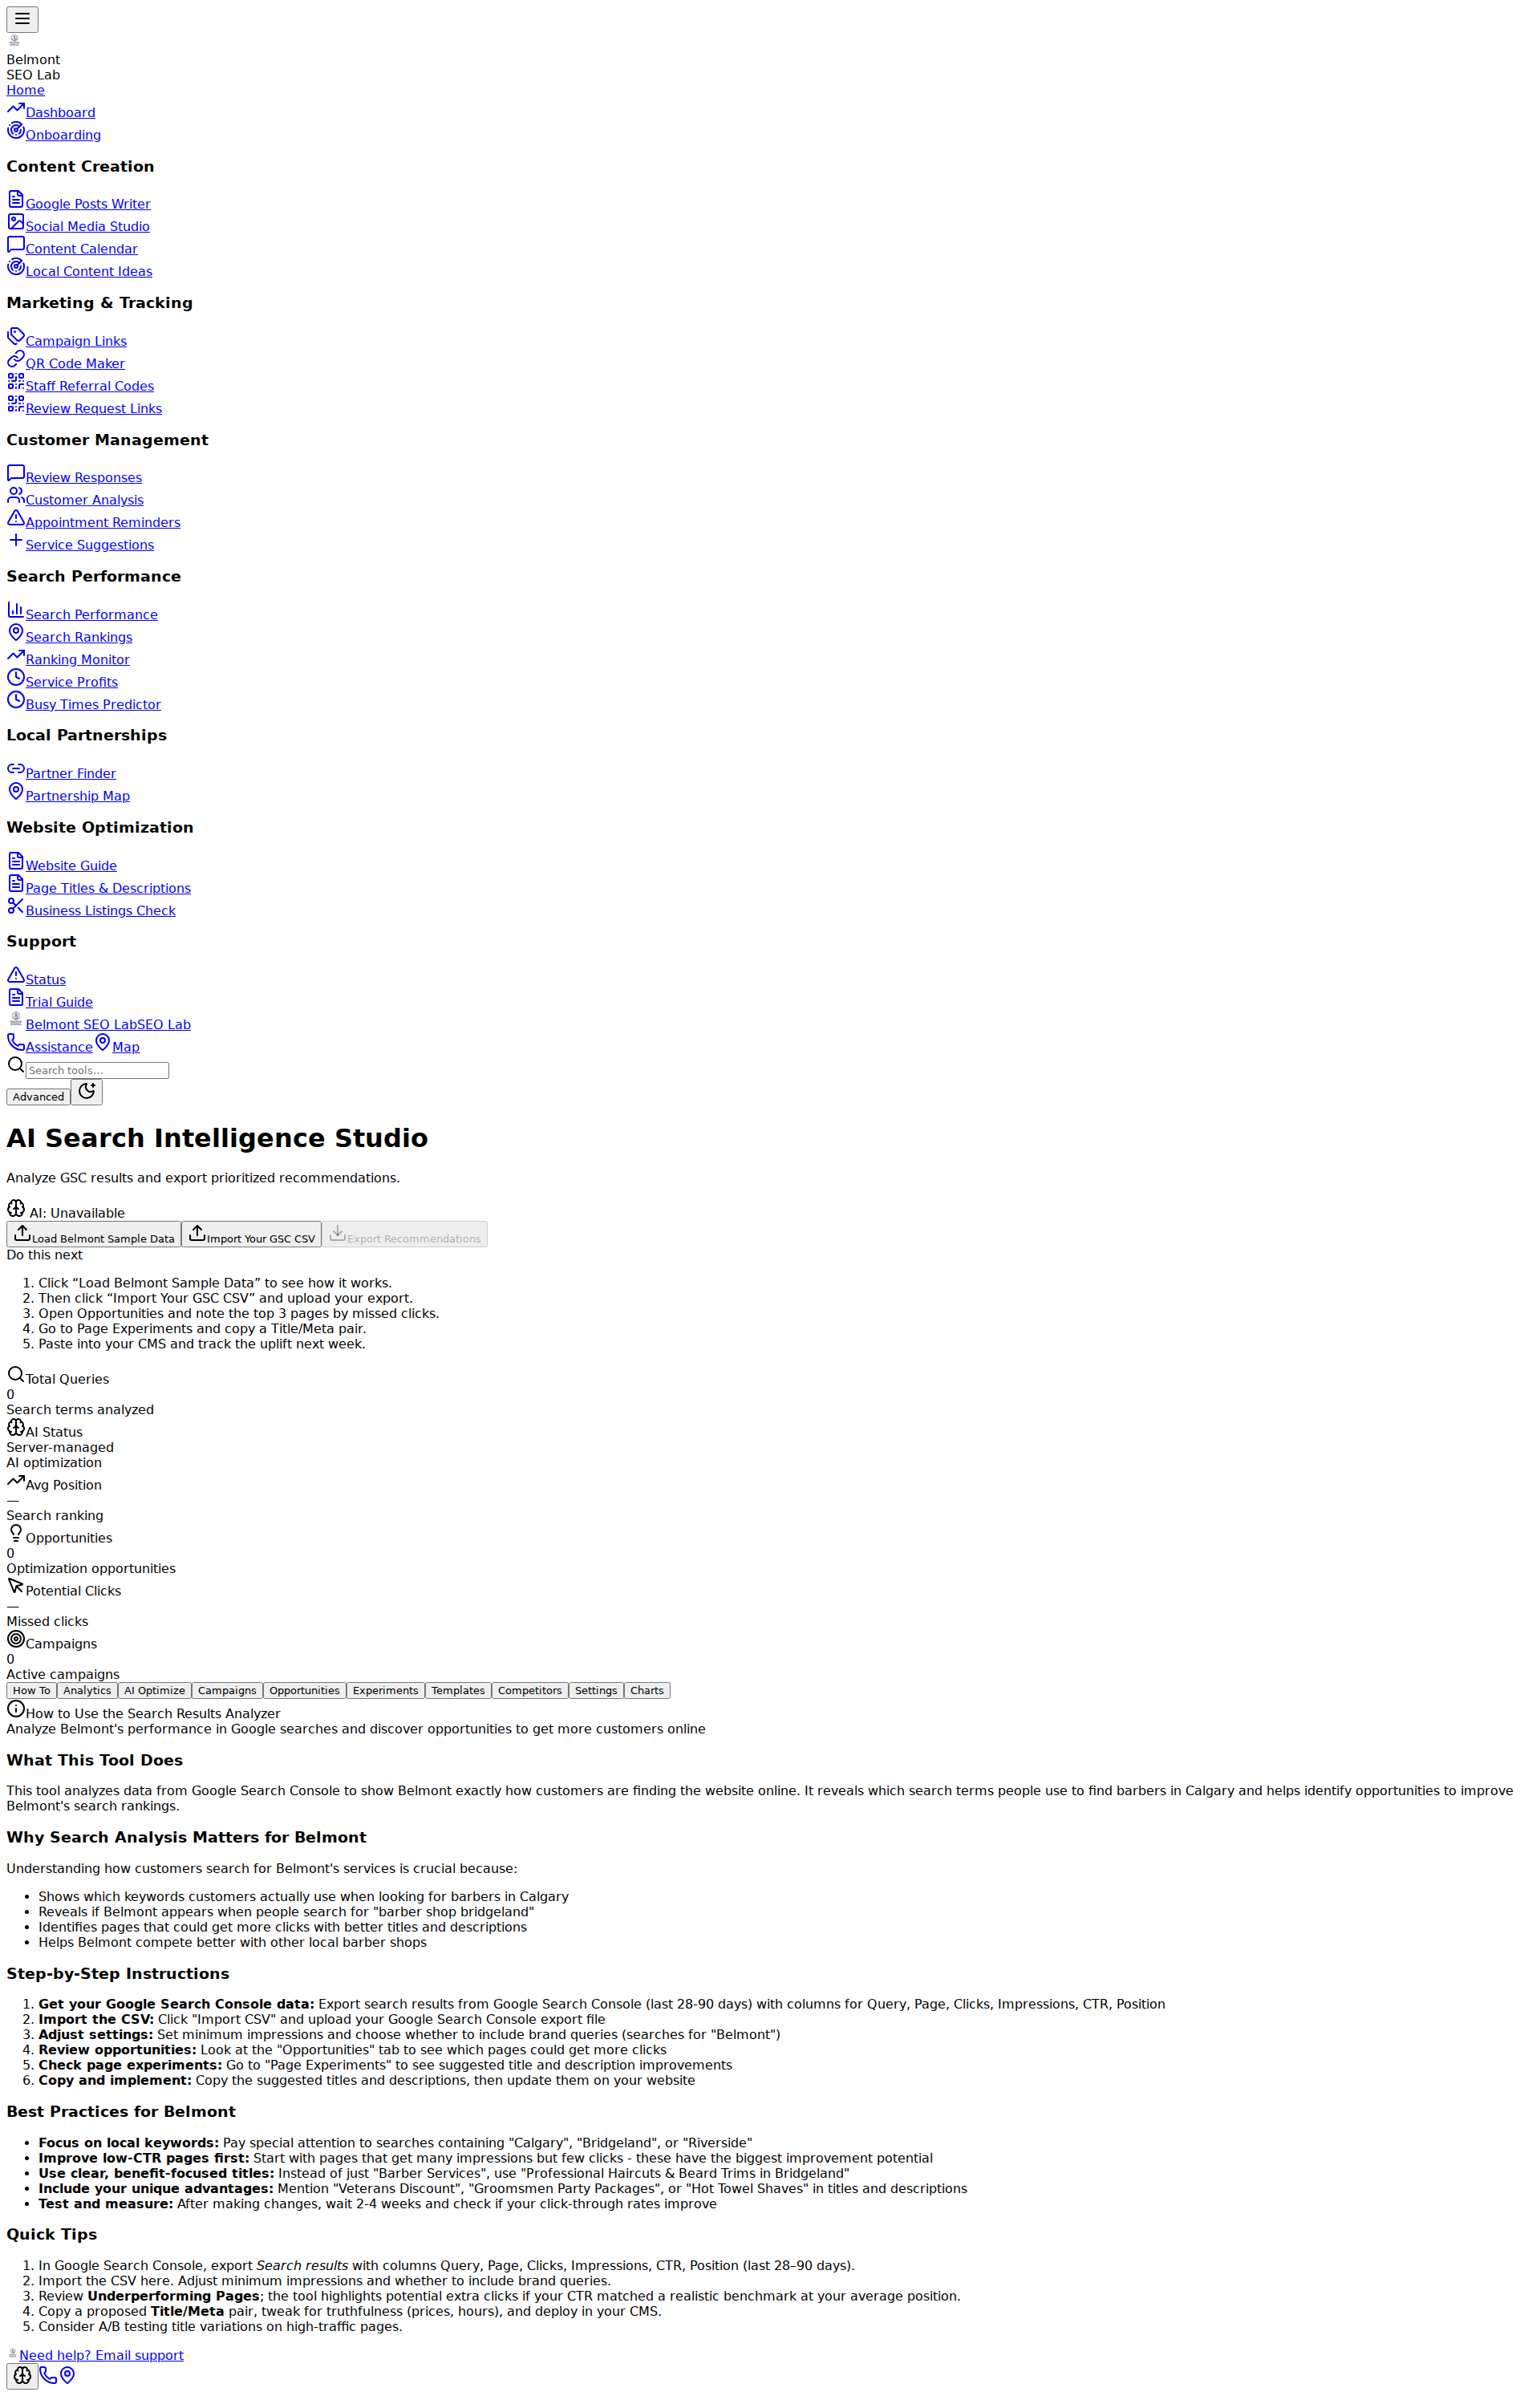 Belmont
SEO Lab
Home
Dashboard
Onboarding
Content Creation
Google Posts Writer
Social Media Studio
Content Calendar
Local Content Ideas
Marketing & Tracking
Campaign Links
QR Code Maker
Staff Referral Codes
Review Request Links
Customer Management
Review Responses
Customer Analysis
Appointment Reminders
Service Suggestions
Search Performance
Search Performance
Search Rankings
Ranking Monitor
Service Profits
Busy Times Predictor
Local Partnerships
Partner Finder
Partnership Map
Website Optimization
Website Guide
Page Titles & Descriptions
Business Listings Check
Support
Status
Trial Guide
Belmont SEO LabSEO Lab
Assistance Map
Search tools...
Advanced
AI Search Intelligence Studio
Analyze GSC results and export prioritized recommendations.
AI: Unavailable
Load Belmont Sample Data Import Your GSC CSV Export Recommendations
Do this next
1. Click “Load Belmont Sample Data” to see how it works.
2. Then click “Import Your GSC CSV” and upload your export.
3. Open Opportunities and note the top 3 pages by missed clicks.
4. Go to Page Experiments and copy a Title/Meta pair.
5. Paste into your CMS and track the uplift next week.
Total Queries
0
Search terms analyzed
AI Status
Server-managed
AI optimization
Avg Position
—
Search ranking
Opportunities
0
Optimization opportunities
Potential Clicks
—
Missed clicks
Campaigns
0
Active campaigns
How To Analytics AI Optimize Campaigns Opportunities Experiments Templates Competitors Settings Charts
How to Use the Search Results Analyzer
Analyze Belmont's performance in Google searches and discover opportunities to get more customers online
What This Tool Does
This tool analyzes data from Google Search Console to show Belmont exactly how customers are finding the website online. It reveals which search terms people use to find barbers in Calgary and helps identify opportunities to improve
Belmont's search rankings.
Why Search Analysis Matters for Belmont
Understanding how customers search for Belmont's services is crucial because:
• Shows which keywords customers actually use when looking for barbers in Calgary
• Reveals if Belmont appears when people search for "barber shop bridgeland"
• Identifies pages that could get more clicks with better titles and descriptions
• Helps Belmont compete better with other local barber shops
Step-by-Step Instructions
1. Get your Google Search Console data: Export search results from Google Search Console (last 28-90 days) with columns for Query, Page, Clicks, Impressions, CTR, Position
2. Import the CSV: Click "Import CSV" and upload your Google Search Console export file
3. Adjust settings: Set minimum impressions and choose whether to include brand queries (searches for "Belmont")
4. Review opportunities: Look at the "Opportunities" tab to see which pages could get more clicks
5. Check page experiments: Go to "Page Experiments" to see suggested title and description improvements
6. Copy and implement: Copy the suggested titles and descriptions, then update them on your website
Best Practices for Belmont
• Focus on local keywords: Pay special attention to searches containing "Calgary", "Bridgeland", or "Riverside"
• Improve low-CTR pages first: Start with pages that get many impressions but few clicks - these have the biggest improvement potential
• Use clear, benefit-focused titles: Instead of just "Barber Services", use "Professional Haircuts & Beard Trims in Bridgeland"
• Include your unique advantages: Mention "Veterans Discount", "Groomsmen Party Packages", or "Hot Towel Shaves" in titles and descriptions
• Test and measure: After making changes, wait 2-4 weeks and check if your click-through rates improve
Quick Tips
1. In Google Search Console, export Search results with columns Query, Page, Clicks, Impressions, CTR, Position (last 28–90 days).
2. Import the CSV here. Adjust minimum impressions and whether to include brand queries.
3. Review Underperforming Pages; the tool highlights potential extra clicks if your CTR matched a realistic benchmark at your average position.
4. Copy a proposed Title/Meta pair, tweak for truthfulness (prices, hours), and deploy in your CMS.
5. Consider A/B testing title variations on high-traffic pages.
Need help? Email support